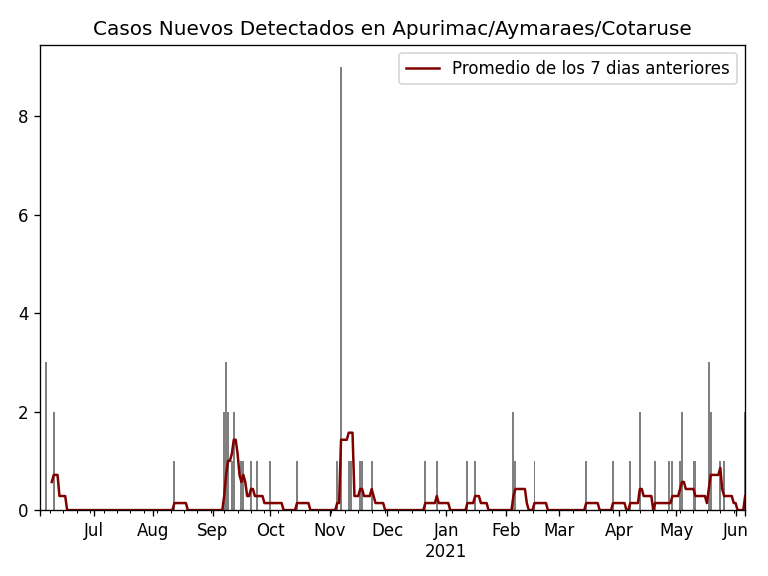 Casos Nuevos Detectados en Apurimac/Aymaraes/Cotaruse
Promedio de los 7 dias anteriores
8
6
4
2
0
Jul Aug Sep Oct Nov Dec Jan Feb Mar Apr May Jun
2021